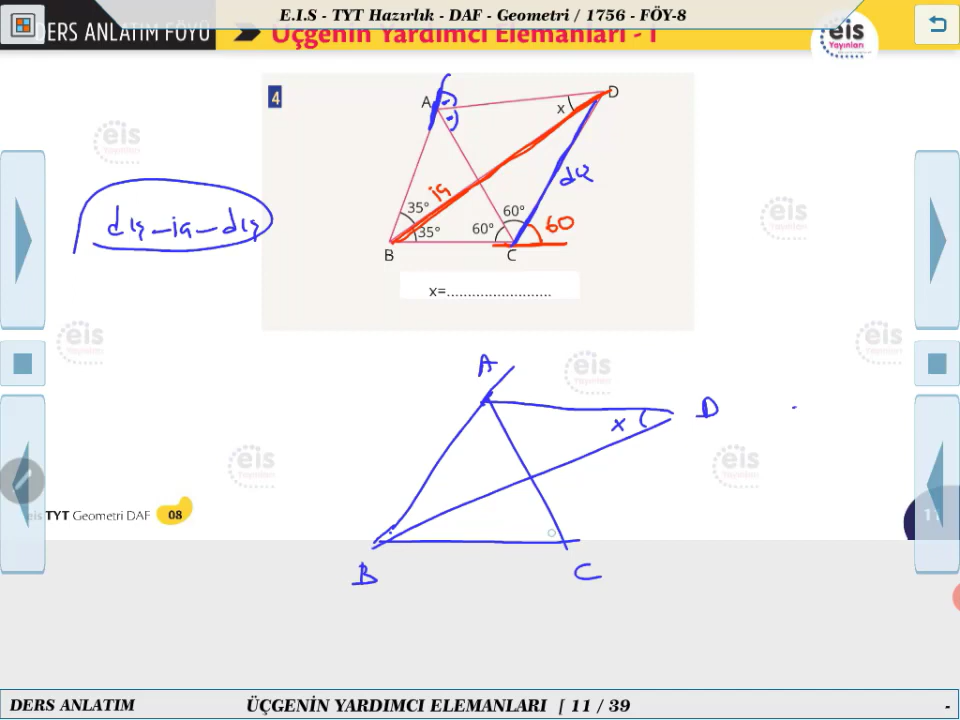 E.I.S - TYT Hazırlık - DAF - Geometri / 1756 - FÖY-8
DERS ANLATIM FÖYÜ
Üçgenin Yardımcı Elemanları - I
eis
Yayınları
4
A
D
x
35°
iç
dış
35°
60°
60°
60
B
C
x=.........................
dış - iç - dış
A
D
x
B
C
eis TYT Geometri DAF 08
11
DERS ANLATIM
ÜÇGENİN YARDIMCI ELEMANLARI [ 11 / 39
-